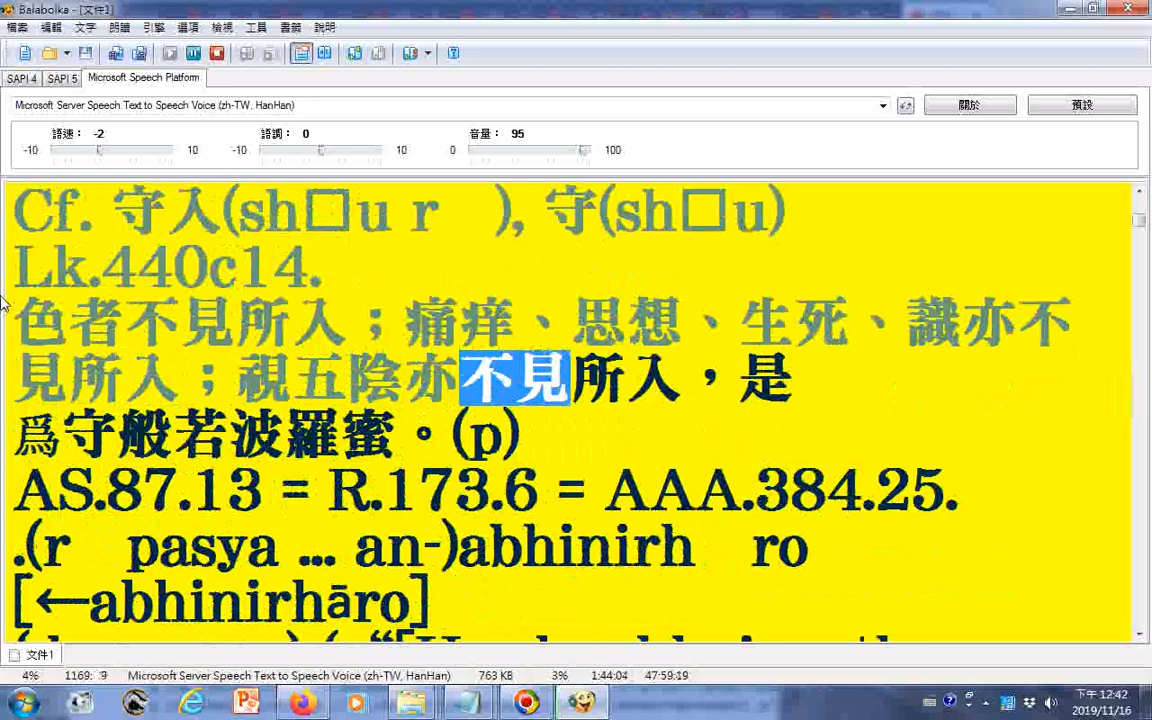 Balabolka - [文件1]
檔案 編輯 文字 朗讀 引擎 選項 檢視 工具 書籤 說明
SAPI 4 SAPI 5 Microsoft Speech Platform
Microsoft Server Speech Text to Speech Voice (zh-TW, HanHan) 關於 預設
語速： -2 語調： 0 音量： 95
-10 10 -10 10 0 100
Cf. 守入(sh□u r ), 守(sh□u)
Lk.440c14.
色者不見所入；痛痒、思想、生死、識亦不
見所入；視五陰亦不見所入，是
爲守般若波羅蜜。(p)
AS.87.13 = R.173.6 = AAA.384.25.
.(r pasya ... an-)abhinirh ro
[←abhinirhāro]
文件1
4% 1169: :9 Microsoft Server Speech Text to Speech Voice (zh-TW, HanHan) 763 KB 3% 1:44:04 47:59:19
下午 12:42
2019/11/16